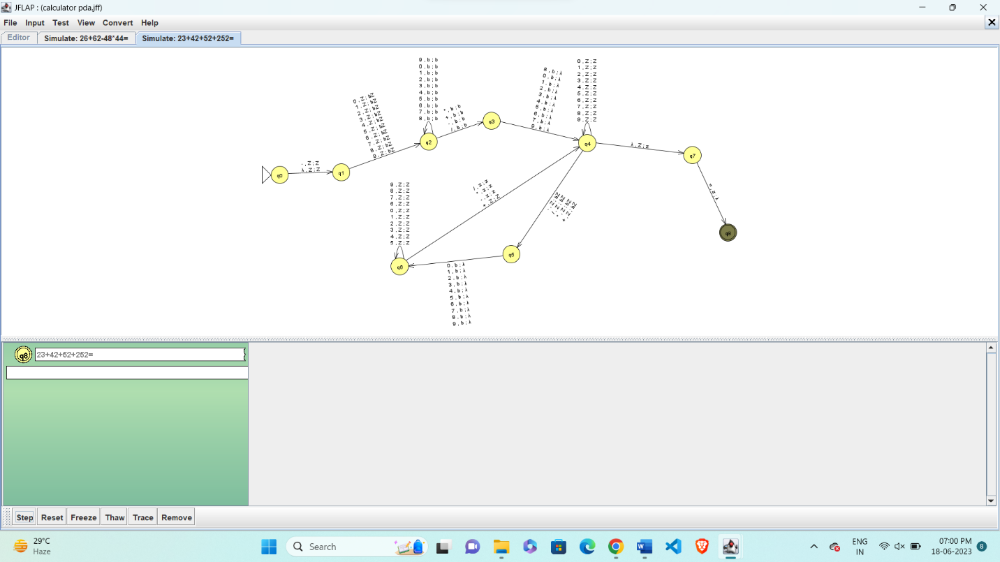 JFLAP : (calculator pda.jff)
File Input Test View Convert Help
Editor Simulate: 26+62-48*44= Simulate: 23+42+52+252=
9,b;b
0,b;b
1,b;b
2,b;b
3,b;b
4,b;b
5,b;b
6,b;b
7,b;b
8,b;b
0,Z;bZ
1,Z;bZ
2,Z;bZ
3,Z;bZ
4,Z;bZ
5,Z;bZ
6,Z;bZ
7,Z;bZ
8,Z;bZ
9,Z;bZ
*,b;b
+,b;b
-,b;b
/,b;b
8,b;λ
0,b;λ
1,b;λ
2,b;λ
3,b;λ
4,b;λ
5,b;λ
6,b;λ
7,b;λ
9,b;λ
0,Z;Z
1,Z;Z
2,Z;Z
3,Z;Z
4,Z;Z
5,Z;Z
6,Z;Z
7,Z;Z
8,Z;Z
9,Z;Z
q3
q2
q4
λ,Z;z
q7
-,Z;Z
λ,Z;Z
q0
q1
9,Z;Z
8,Z;Z
7,Z;Z
6,Z;Z
0,Z;Z
1,Z;Z
2,Z;Z
3,Z;Z
4,Z;Z
5,Z;Z
q8
q5
q6
0,b;λ
1,b;λ
2,b;λ
3,b;λ
4,b;λ
5,b;λ
6,b;λ
7,b;λ
8,b;λ
9,b;λ
q8 23+42+52+252=
Step Reset Freeze Thaw Trace Remove
29°C
Haze
Search
ENG
IN
07:00 PM
18-06-2023
8